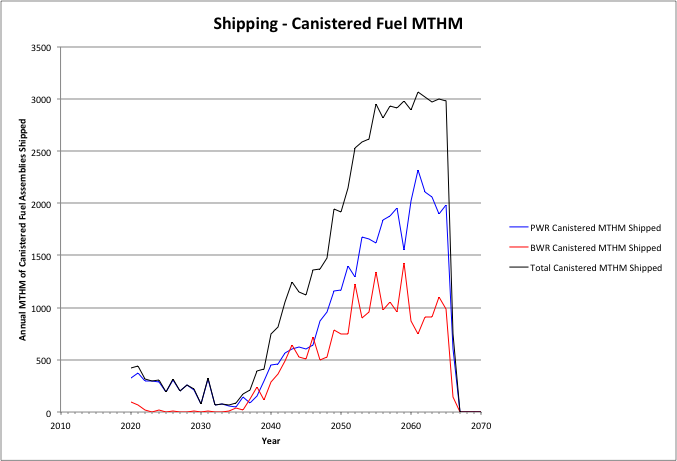 Shipping - Canistered Fuel MTHM
Annual MTHM of Canistered Fuel Assemblies Shipped
3500
3000
2500
2000
1500
1000
500
0
2010 2020 2030 2040 2050 2060 2070
Year
PWR Canistered MTHM Shipped
BWR Canistered MTHM Shipped
Total Canistered MTHM Shipped